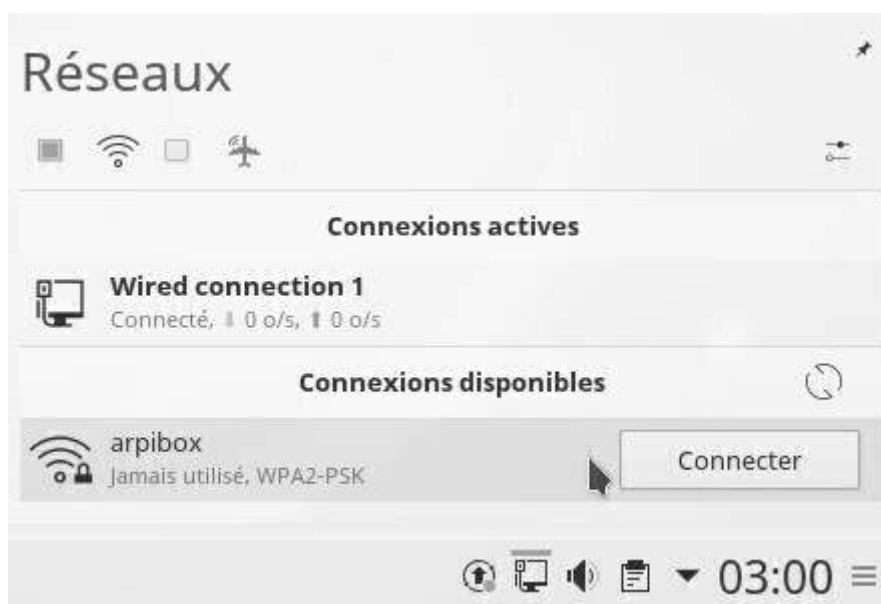 Réseaux
Connexions actives
Wired connection 1
Connecté, ⬇ 0 o/s, ⬆ 0 o/s
Connexions disponibles
arpibox
Jamais utilisé, WPA2-PSK
Connecter
03:00